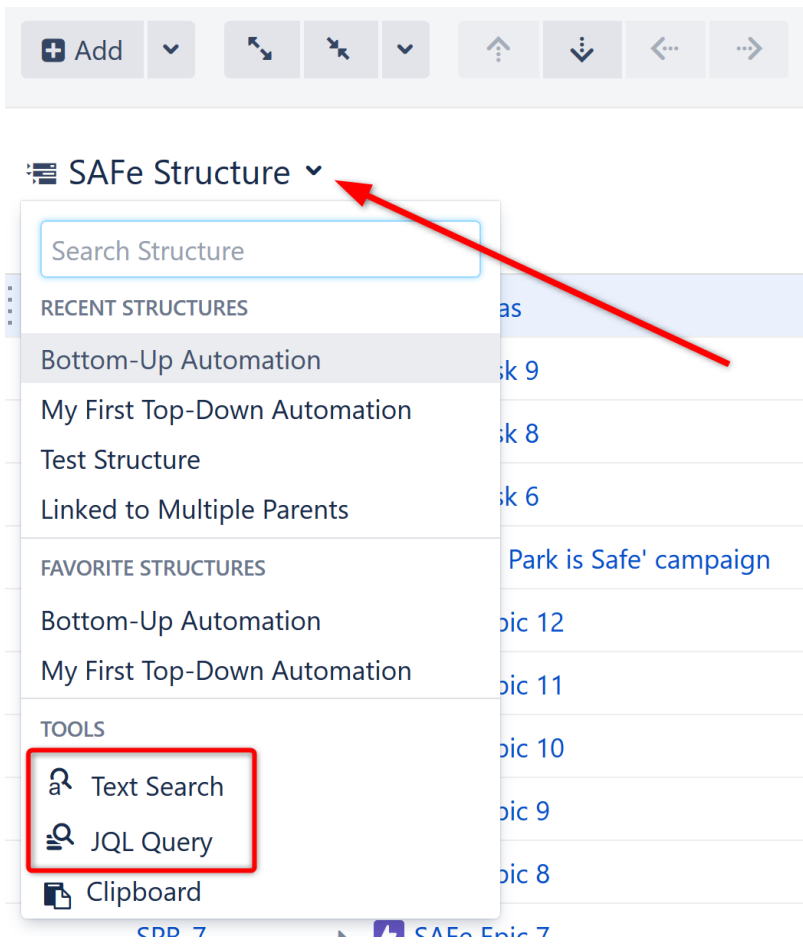 Add
SAFe Structure
Search Structure
RECENT STRUCTURES
as
Bottom-Up Automation
sk 9
My First Top-Down Automation
sk 8
Test Structure
sk 6
Linked to Multiple Parents
Park is Safe' campaign
FAVORITE STRUCTURES
Bottom-Up Automation
pic 12
My First Top-Down Automation
pic 11
TOOLS
pic 10
Text Search
pic 9
JQL Query
pic 8
Clipboard
SAFe Epic 7